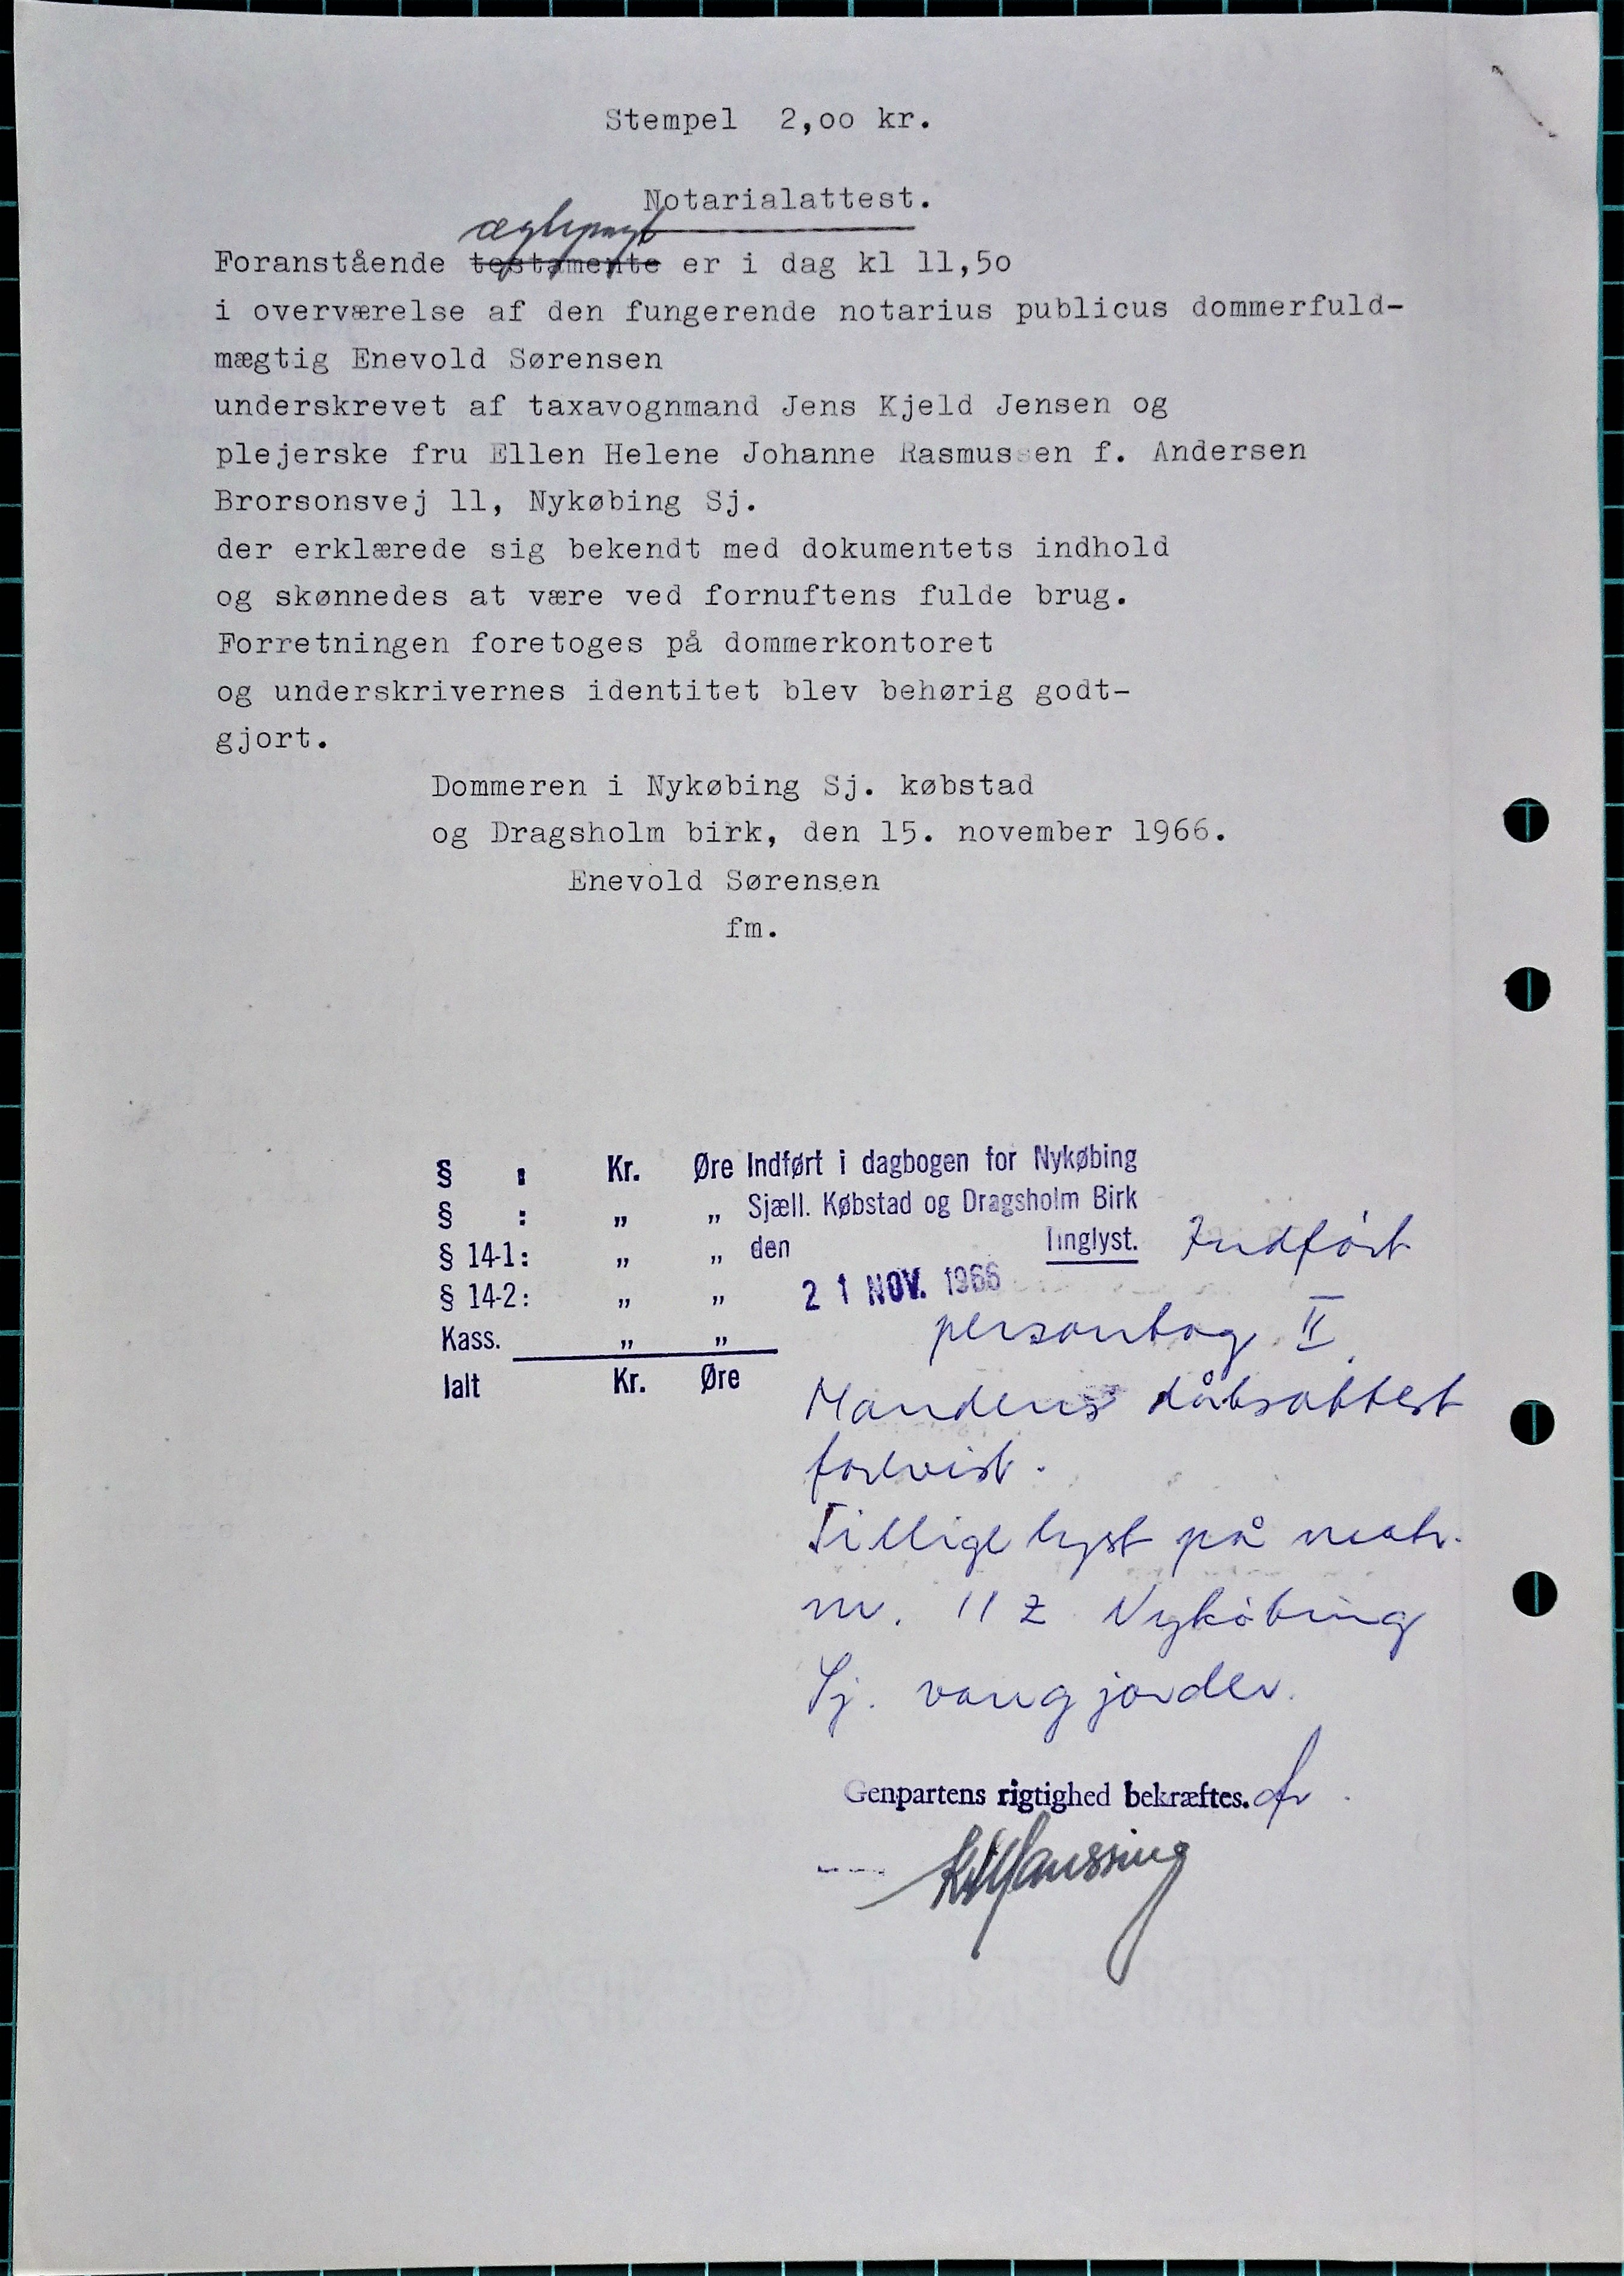 Stempel 2,oo kr.
Notarialattest.
ægtepagt
Foranstående testamente er i dag kl 11,5o
i overværelse af den fungerende notarius publicus dommerfuld-
mægtig Enevold Sørensen
underskrevet af taxavognmand Jens Kjeld Jensen og
plejerske fru Ellen Helene Johanne Rasmussen f. Andersen
Brorsonsvej 11, Nykøbing Sj.
der erklærede sig bekendt med dokumentets indhold
og skønnedes at være ved fornuftens fulde brug.
Forretningen foretoges på dommerkontoret
og underskrivernes identitet blev behørig godt-
gjort.
Dommeren i Nykøbing Sj. købstad
og Dragsholm birk, den 15. november 1966.
Enevold Sørensen
fm.
§ : Kr. Øre Indført i dagbogen for Nykøbing
§ : „ „ Sjæll. Købstad og Dragsholm Birk
§ 14-1: „ „ den Tinglyst. Indført
§ 14-2: „ „ 21 NOV. 1966
personbog II.
Kass. „ „
Ialt Kr. Øre
Mandens dåbsattest
forevist.
Tillige lyst på matr.
nr. 11 z Nykøbing
Sj. vangjorder.
Genpartens rigtighed bekræftes.